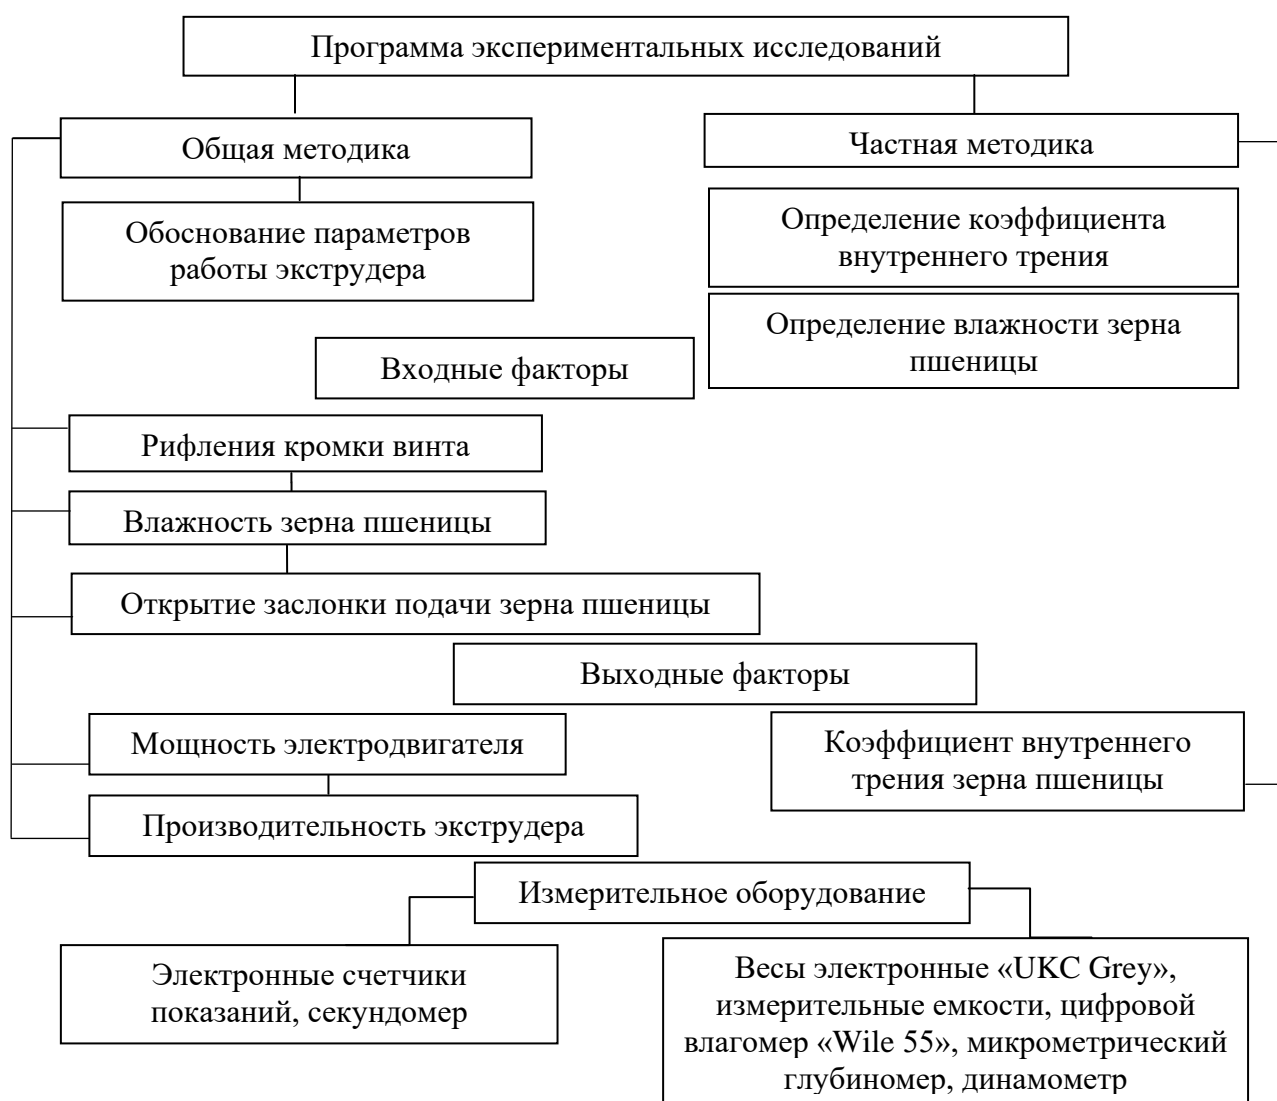 Программа экспериментальных исследований
Общая методика
Частная методика
Обоснование параметров
работы экструдера
Определение коэффициента
внутреннего трения
Определение влажности зерна
пшеницы
Входные факторы
Рифления кромки винта
Влажность зерна пшеницы
Открытие заслонки подачи зерна пшеницы
Выходные факторы
Мощность электродвигателя
Коэффициент внутреннего
трения зерна пшеницы
Производительность экструдера
Измерительное оборудование
Электронные счетчики
показаний, секундомер
Весы электронные «UKC Grey»,
измерительные емкости, цифровой
влагомер «Wile 55», микрометрический
глубиномер, динамометр